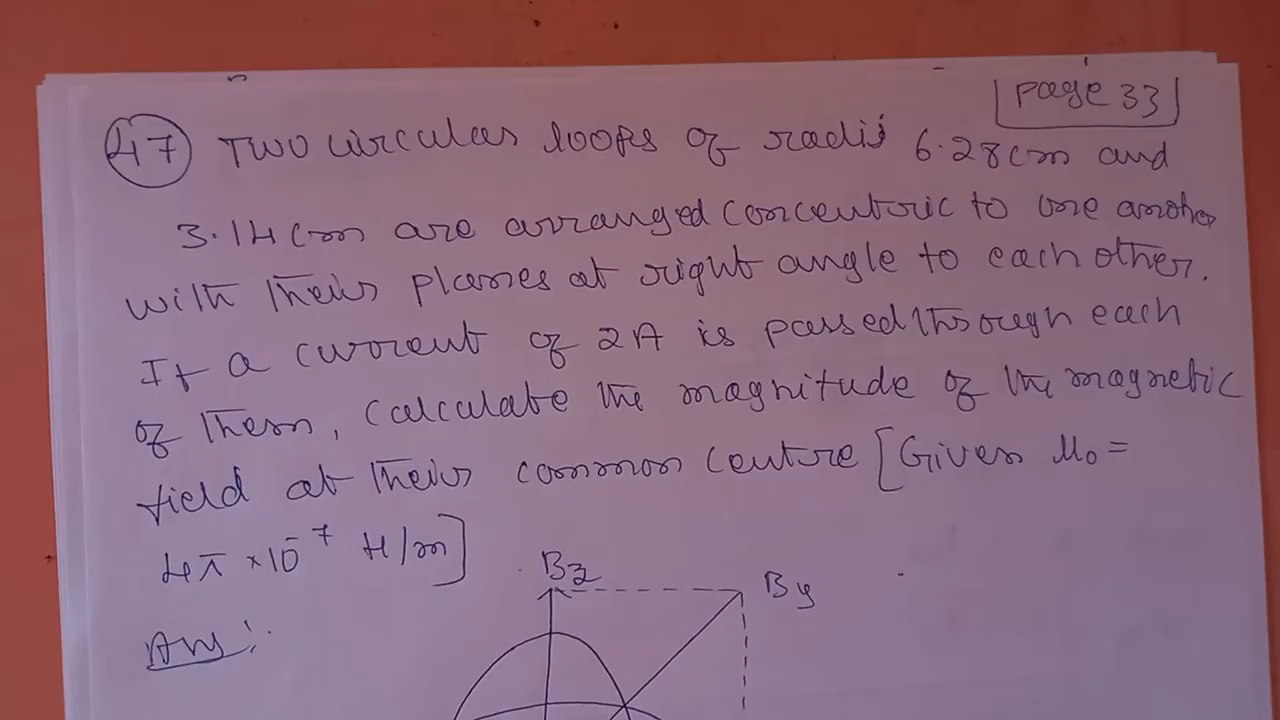 page 33
47 Two circular loops of radii 6.28cm and
3.14 cm are arranged concentric to one another
with their planes at right angle to each other.
If a current of 2A is passed through each
of them, calculate the magnitude of the magnetic
field at their common centre [Given μ₀ =
4π × 10⁻⁷ H/m]
Bz
By
Ans: